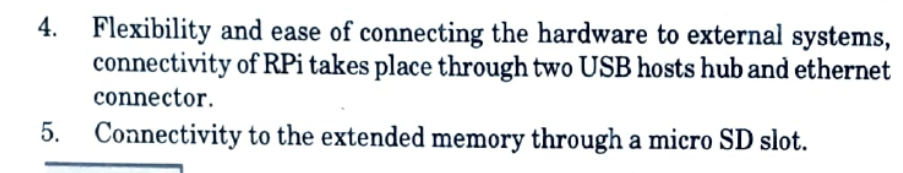 4. Flexibility and ease of connecting the hardware to external systems,
connectivity of RPi takes place through two USB hosts hub and ethernet
connector.
5. Connectivity to the extended memory through a micro SD slot.